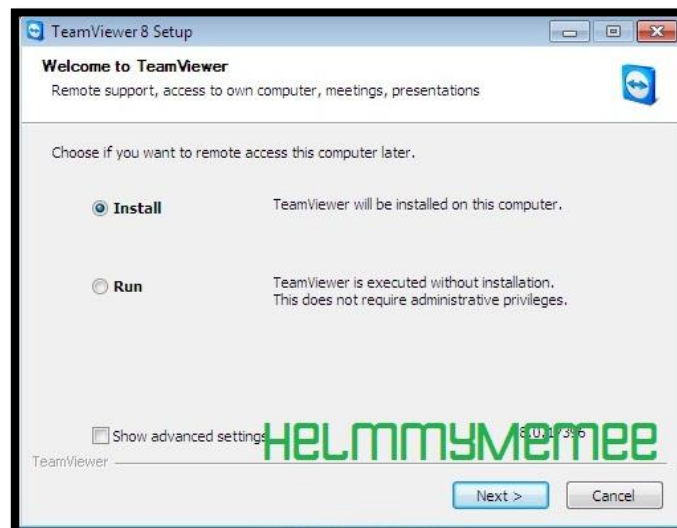 TeamViewer 8 Setup
Welcome to TeamViewer
Remote support, access to own computer, meetings, presentations
Choose if you want to remote access this computer later.
Install
TeamViewer will be installed on this computer.
Run
TeamViewer is executed without installation.
This does not require administrative privileges.
Show advanced settings
HELMMYMEMEE
TeamViewer
Next >
Cancel